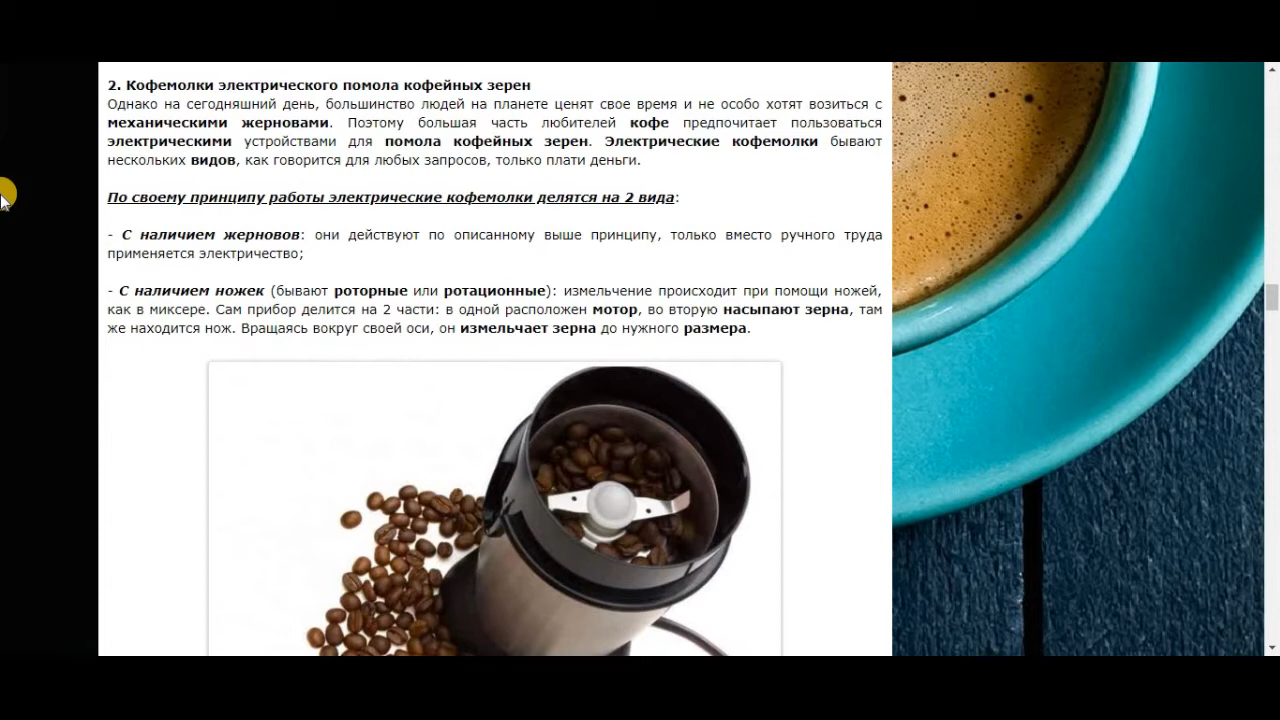 2. Кофемолки электрического помола кофейных зерен
Однако на сегодняшний день, большинство людей на планете ценят свое время и не особо хотят возиться с
механическими жерновами. Поэтому большая часть любителей кофе предпочитает пользоваться
электрическими устройствами для помола кофейных зерен. Электрические кофемолки бывают
нескольких видов, как говорится для любых запросов, только плати деньги.
По своему принципу работы электрические кофемолки делятся на 2 вида:
- С наличием жерновов: они действуют по описанному выше принципу, только вместо ручного труда
применяется электричество;
- С наличием ножек (бывают роторные или ротационные): измельчение происходит при помощи ножей,
как в миксере. Сам прибор делится на 2 части: в одной расположен мотор, во вторую насыпают зерна, там
же находится нож. Вращаясь вокруг своей оси, он измельчает зерна до нужного размера.